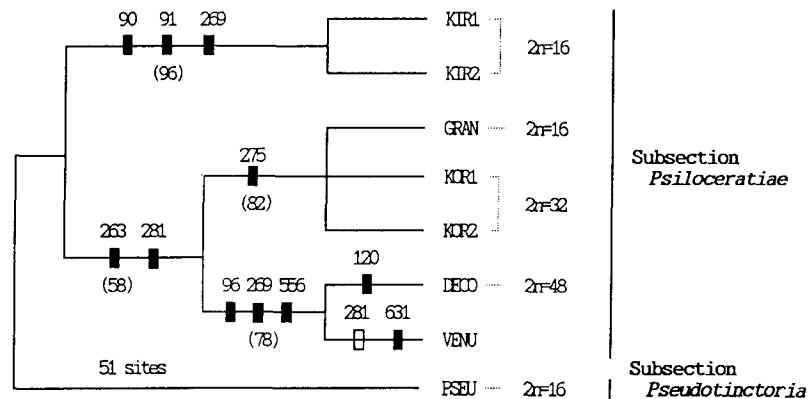 90 91 269
(96)
KIR1
KIR2
2n=16
GRAN
2n=16
275
(82)
KOR1
KOR2
2n=32
Subsection
Psiloceratiae
263 281
(58)
120
DECO
2n=48
96 269 556
(78)
281 631
VENU
51 sites
PSEU
2n=16
Subsection
Pseudotinctoria